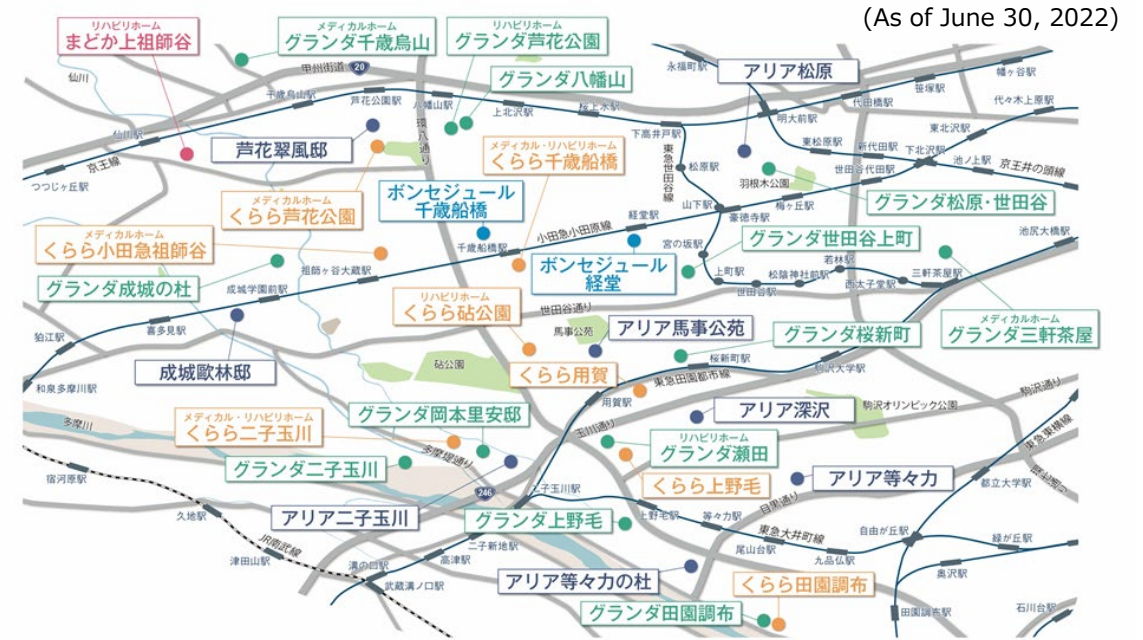 (As of June 30, 2022)
リハビリホーム
まどか上祖師谷
メディカルホーム
グランダ千歳烏山
リハビリホーム
グランダ芦花公園
グランダ八幡山
アリア松原
永福町駅
幡ヶ谷駅
笹塚駅
代田橋駅
代々木上原駅
仙川
甲州街道
20
千歳烏山駅
芦花公園駅
八幡山駅
上北沢駅
桜上水駅
下高井戸駅
明大前駅
東松原駅
新代田駅
東北沢駅
下北沢駅
池ノ上駅
京王井の頭線
世田谷代田駅
仙川駅
京王線
つつじヶ丘駅
環八通り
芦花翠風邸
メディカル・リハビリホーム
くらら千歳船橋
東急世田谷線
松原駅
羽根木公園
グランダ松原・世田谷
メディカルホーム
くらら芦花公園
ボンセジュール
千歳船橋
山下駅
豪徳寺駅
梅ヶ丘駅
経堂駅
小田急小田原線
千歳船橋駅
宮の坂駅
グランダ世田谷上町
池尻大橋駅
メディカルホーム
くらら小田急祖師谷
祖師ヶ谷大蔵駅
グランダ成城の杜
成城学園前駅
ボンセジュール
経堂
上町駅
世田谷駅
松陰神社前駅
若林駅
西太子堂駅
三軒茶屋駅
リハビリホーム
くらら砧公園
世田谷通り
馬事公苑
アリア馬事公苑
グランダ桜新町
メディカルホーム
グランダ三軒茶屋
狛江駅
喜多見駅
成城歐林邸
和泉多摩川駅
砧公園
くらら用賀
桜新町駅
東急田園都市線
駒沢大学駅
用賀駅
アリア深沢
駒沢オリンピック公園
駒沢通り
東急東横線
多摩川
メディカル・リハビリホーム
くらら二子玉川
グランダ岡本里安邸
多摩堤通り
玉川通り
リハビリホーム
グランダ瀬田
グランダ二子玉川
宿河原駅
246
二子玉川駅
くらら上野毛
アリア等々力
都立大学駅
目黒通り
久地駅
アリア二子玉川
グランダ上野毛
上野毛駅
等々力駅
東急大井町線
尾山台駅
九品仏駅
自由が丘駅
緑が丘駅
JR南武線
津田山駅
溝の口駅
高津駅
二子新地駅
武蔵溝ノ口駅
アリア等々力の杜
くらら田園調布
グランダ田園調布
奥沢駅
田園調布駅
石川台駅